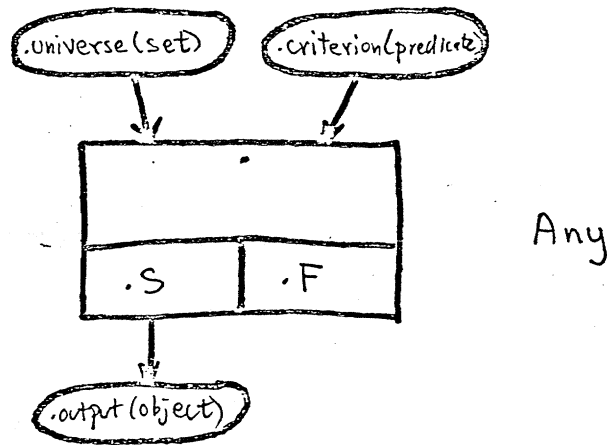 .universe(set)
.criterion(predicate)
.
Any
.S
.F
.output(object)